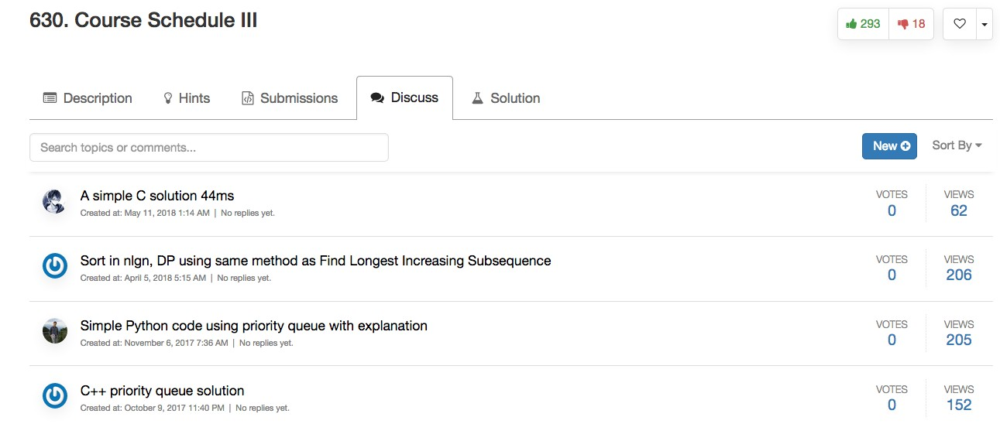 630. Course Schedule III
293
18
Description
Hints
Submissions
Discuss
Solution
Search topics or comments...
New
Sort By
A simple C solution 44ms
Created at: May 11, 2018 1:14 AM | No replies yet.
VOTES
0
VIEWS
62
Sort in nlgn, DP using same method as Find Longest Increasing Subsequence
Created at: April 5, 2018 5:15 AM | No replies yet.
VOTES
0
VIEWS
206
Simple Python code using priority queue with explanation
Created at: November 6, 2017 7:36 AM | No replies yet.
VOTES
0
VIEWS
205
C++ priority queue solution
Created at: October 9, 2017 11:40 PM | No replies yet.
VOTES
0
VIEWS
152